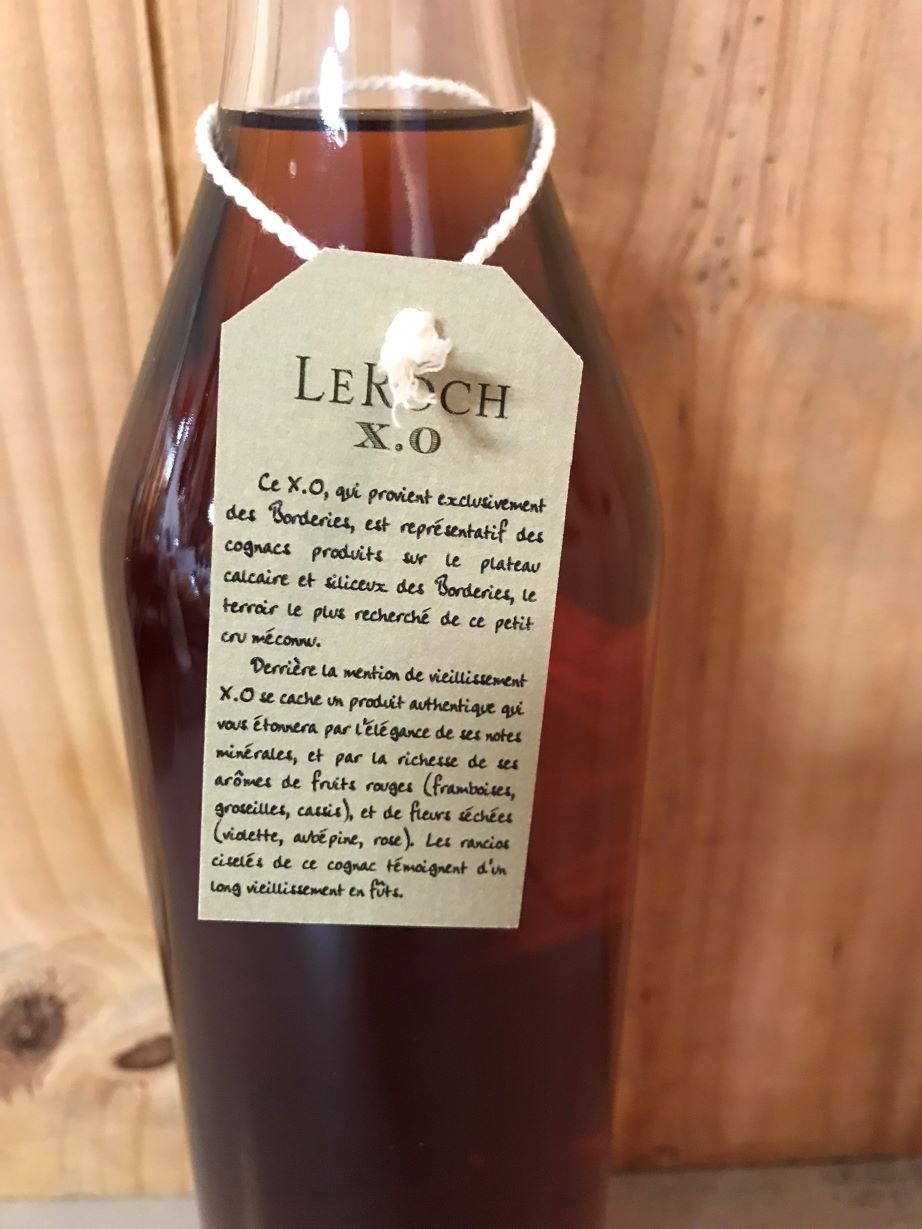 LEROCH
X.O
Ce X.O, qui provient exclusivement
des Borderies, est représentatif des
cognacs produits sur le plateau
calcaire et siliceux des Borderies, le
terroir le plus recherché de ce petit
cru méconnu.
Derrière la mention de vieillissement
X.O se cache un produit authentique qui
vous étonnera par l'élégance de ses notes
minérales, et par la richesse de ses
arômes de fruits rouges (framboises,
groseilles, cassis), et de fleurs séchées
(violette, aubépine, rose). Les rancios
ciselés de ce cognac témoignent d'un
long vieillissement en fûts.